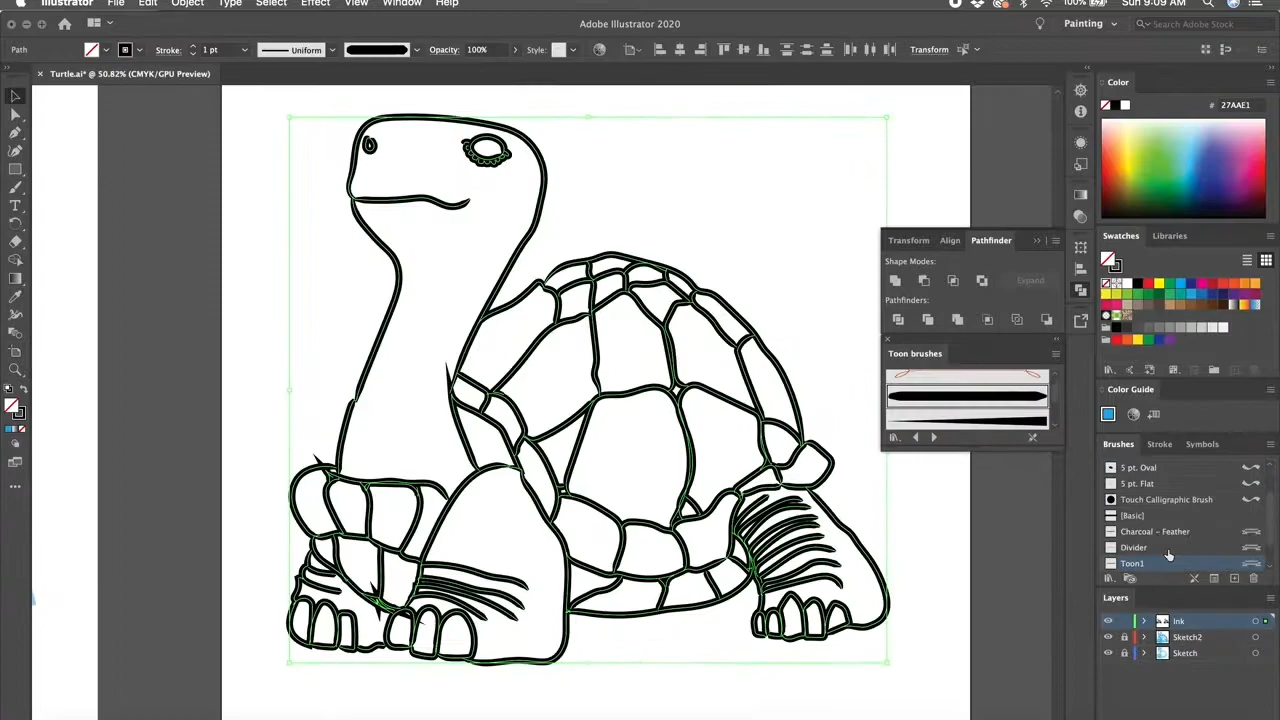 Illustrator File Edit Object Type Select Effect View Window Help 100% Sun 9:09 AM
Adobe Illustrator 2020
Painting Search Adobe Stock
Path Stroke: 1 pt Uniform Opacity: 100% Style: Transform
Turtle.ai* @ 50.82% (CMYK/GPU Preview)
Color
# 27AAE1
Swatches Libraries
Transform Align Pathfinder
Shape Modes:
Expand
Pathfinders:
Toon brushes
Color Guide
Brushes Stroke Symbols
5 pt. Oval
5 pt. Flat
Touch Calligraphic Brush
[Basic]
Charcoal – Feather
Divider
Toon1
Layers
Ink
Sketch2
Sketch